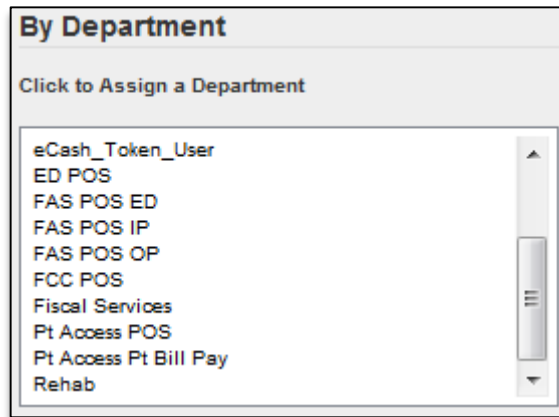 By Department
Click to Assign a Department
eCash_Token_User
ED POS
FAS POS ED
FAS POS IP
FAS POS OP
FCC POS
Fiscal Services
Pt Access POS
Pt Access Pt Bill Pay
Rehab